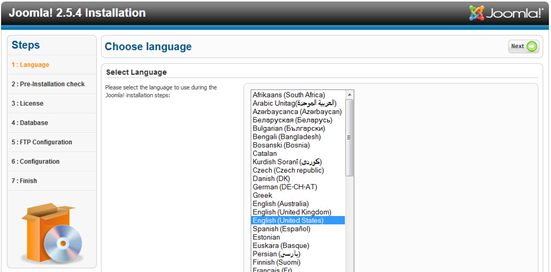 Joomla! 2.5.4 Installation
Joomla!
Steps
1 : Language
2 : Pre-Installation check
3 : License
4 : Database
5 : FTP Configuration
6 : Configuration
7 : Finish
Choose language
Next
Select Language
Please select the language to use during the
Joomla! installation steps:
Afrikaans (South Africa)
Arabic Unitag (العربية الموحدة)
Azərbaycanca (Azərbaycan)
Беларуская (Беларусь)
Bulgarian (Български)
Bengali (Bangladesh)
Bosanski (Bosnia)
Catalan
Kurdish Soranî (كوردى)
Czech (Czech republic)
Danish (DK)
German (DE-CH-AT)
Greek
English (Australia)
English (United Kingdom)
English (United States)
Spanish (Español)
Estonian
Euskara (Basque)
Persian (پارسی)
Finnish (Suomi)
Français (Fr)